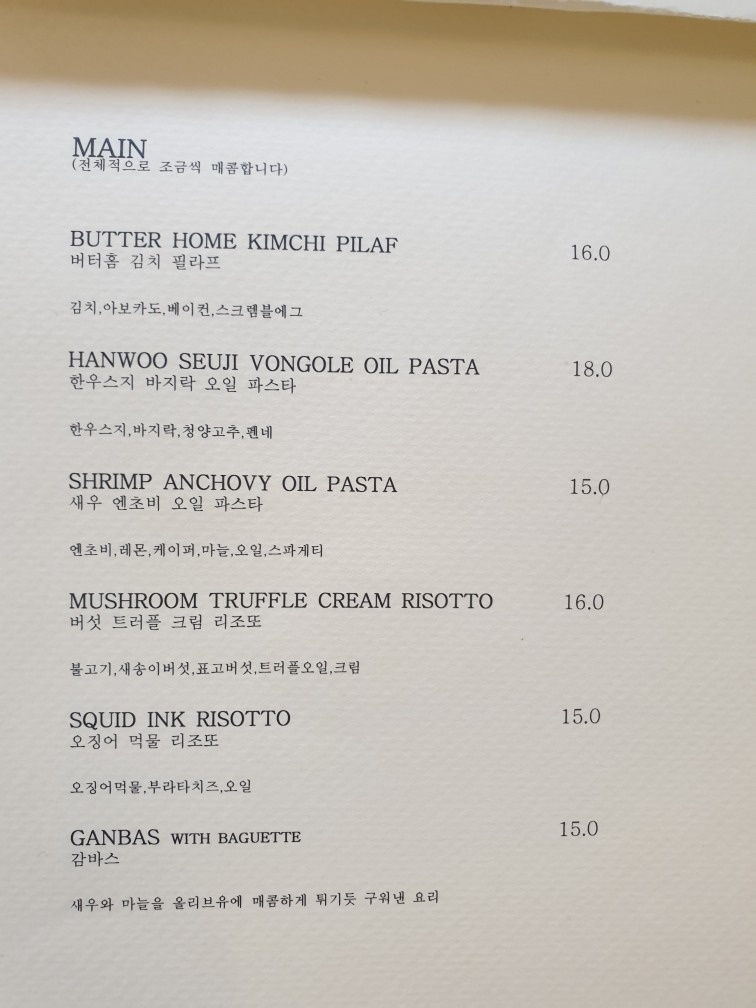 MAIN
(전체적으로 조금씩 매콤합니다)
BUTTER HOME KIMCHI PILAF 16.0
버터홈 김치 필라프
김치,아보카도,베이컨,스크렘블에그
HANWOO SEUJI VONGOLE OIL PASTA 18.0
한우스지 바지락 오일 파스타
한우스지,바지락,청양고추,펜네
SHRIMP ANCHOVY OIL PASTA 15.0
새우 엔초비 오일 파스타
엔초비,레몬,케이퍼,마늘,오일,스파게티
MUSHROOM TRUFFLE CREAM RISOTTO 16.0
버섯 트러플 크림 리조또
불고기,새송이버섯,표고버섯,트러플오일,크림
SQUID INK RISOTTO 15.0
오징어 먹물 리조또
오징어먹물,부라타치즈,오일
GANBAS WITH BAGUETTE 15.0
감바스
새우와 마늘을 올리브유에 매콤하게 튀기듯 구워낸 요리